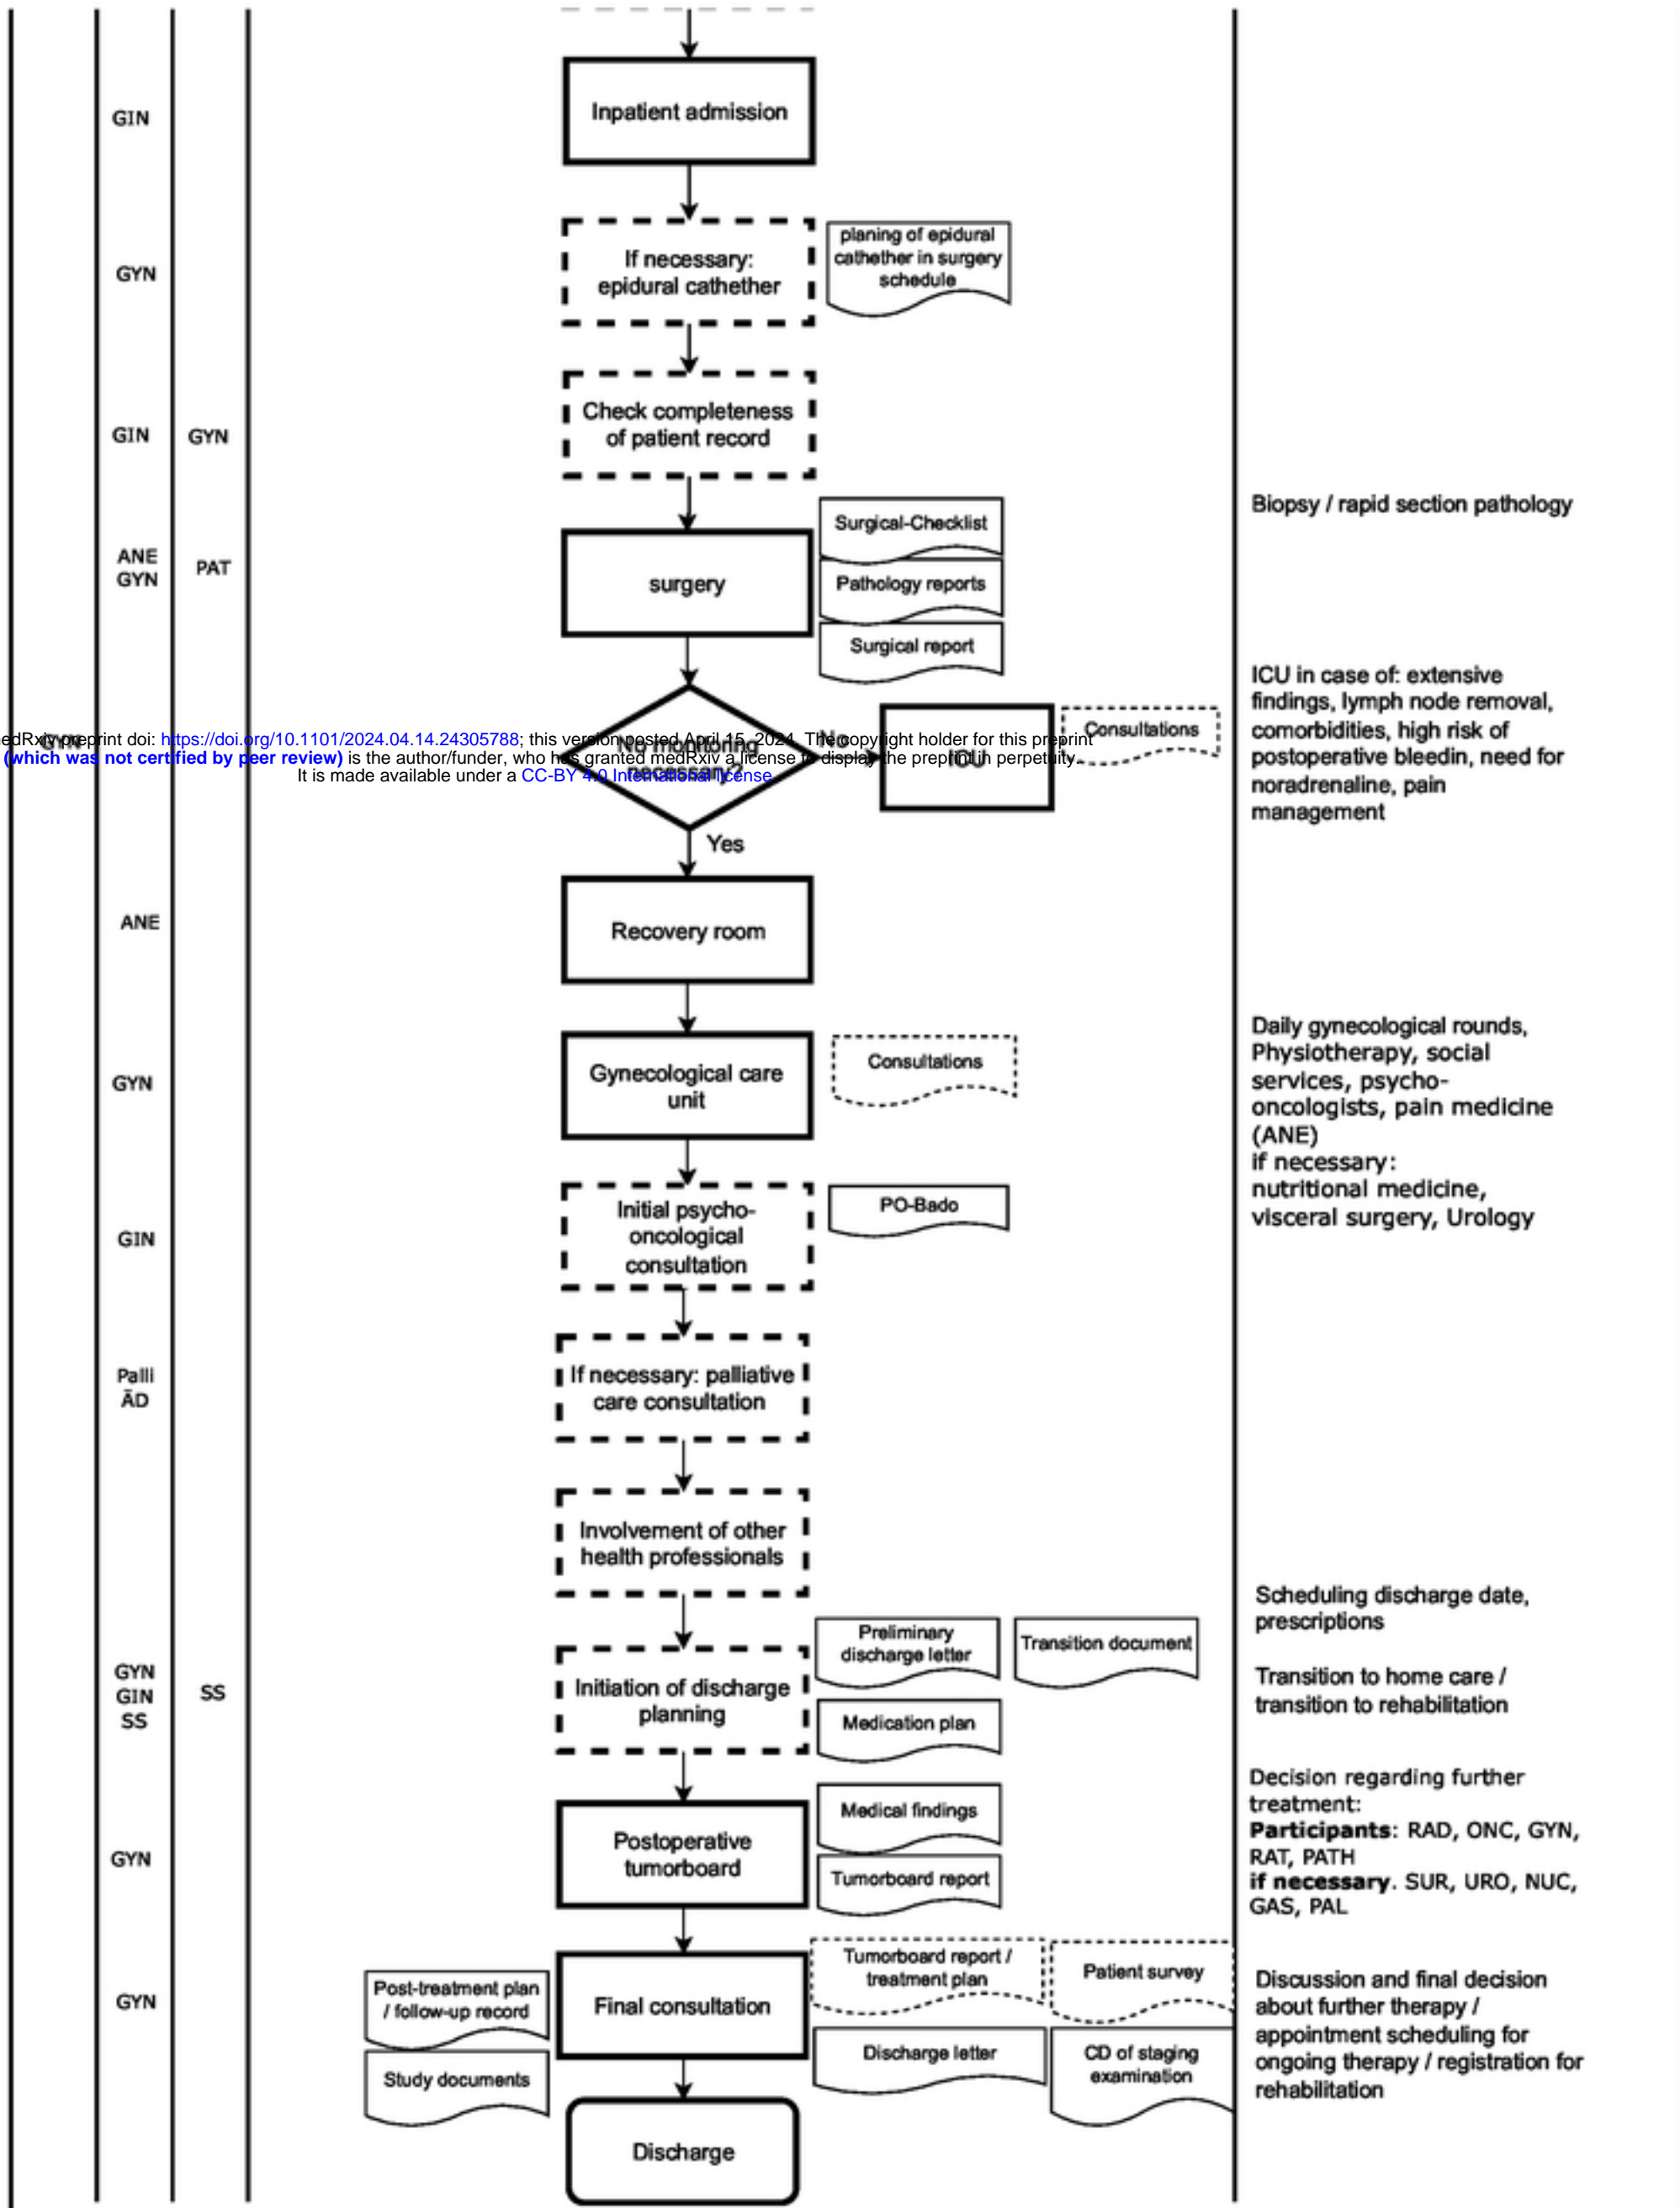 GIN
Inpatient admission
GYN
If necessary:
epidural cathether
planing of epidural
cathether in surgery
schedule
GIN
GYN
Check completeness
of patient record
ANE
GYN
PAT
surgery
Surgical-Checklist
Pathology reports
Surgical report
Biopsy / rapid section pathology
GYN
No monitoring
necessary?
No
ICU
Consultations
ICU in case of: extensive
findings, lymph node removal,
comorbidities, high risk of
postoperative bleedin, need for
noradrenaline, pain
management
edRxiv preprint doi: https://doi.org/10.1101/2024.04.14.24305788; this version posted April 15, 2024. The copyright holder for this preprint
(which was not certified by peer review) is the author/funder, who has granted medRxiv a license to display the preprint in perpetuity.
It is made available under a CC-BY 4.0 International license.
Yes
ANE
Recovery room
GYN
Gynecological care
unit
Consultations
Daily gynecological rounds,
Physiotherapy, social
services, psycho-
oncologists, pain medicine
(ANE)
if necessary:
nutritional medicine,
visceral surgery, Urology
GIN
Initial psycho-
oncological
consultation
PO-Bado
Palli
ĀD
If necessary: palliative
care consultation
Involvement of other
health professionals
GYN
GIN
SS
SS
Initiation of discharge
planning
Preliminary
discharge letter
Transition document
Medication plan
Scheduling discharge date,
prescriptions
Transition to home care /
transition to rehabilitation
GYN
Postoperative
tumorboard
Medical findings
Tumorboard report
Decision regarding further
treatment:
Participants: RAD, ONC, GYN,
RAT, PATH
if necessary. SUR, URO, NUC,
GAS, PAL
GYN
Post-treatment plan
/ follow-up record
Study documents
Final consultation
Tumorboard report /
treatment plan
Patient survey
Discharge letter
CD of staging
examination
Discussion and final decision
about further therapy /
appointment scheduling for
ongoing therapy / registration for
rehabilitation
Discharge